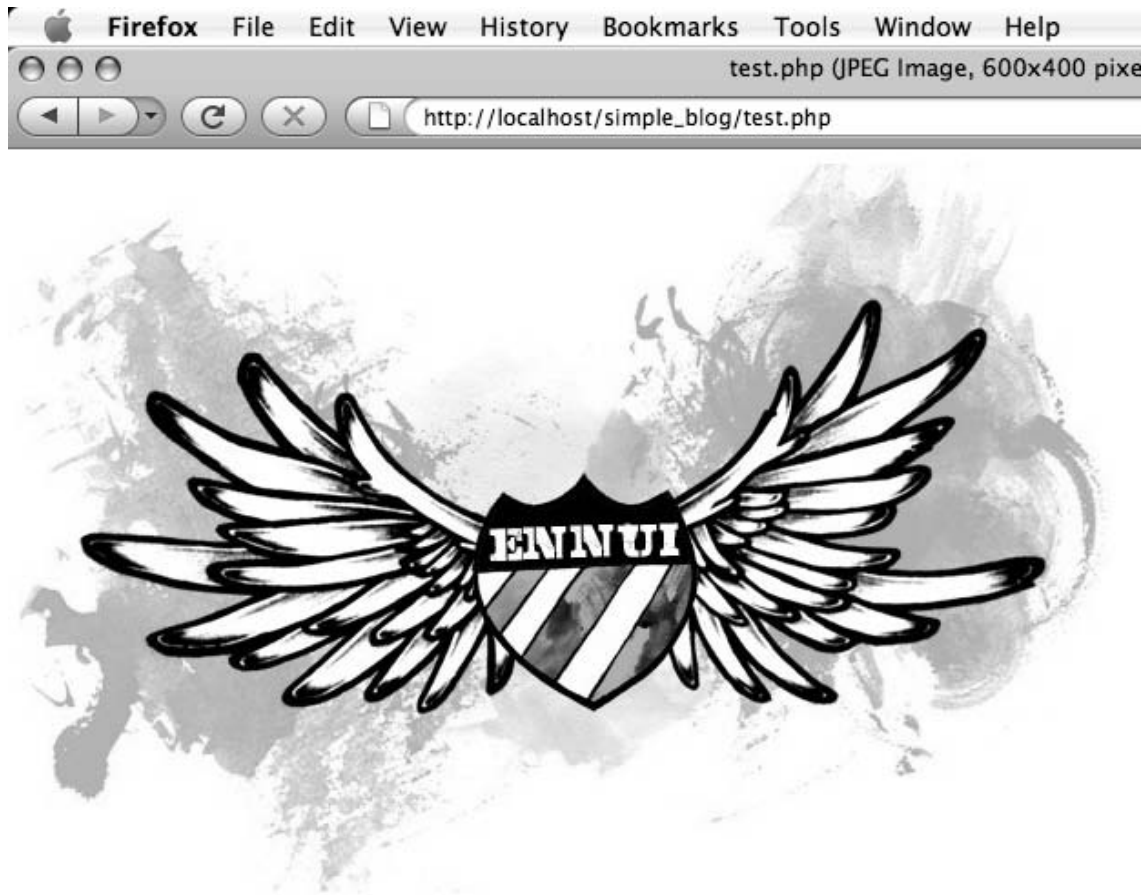 Firefox File Edit View History Bookmarks Tools Window Help
test.php (JPEG Image, 600x400 pixe
http://localhost/simple_blog/test.php
ENNUI